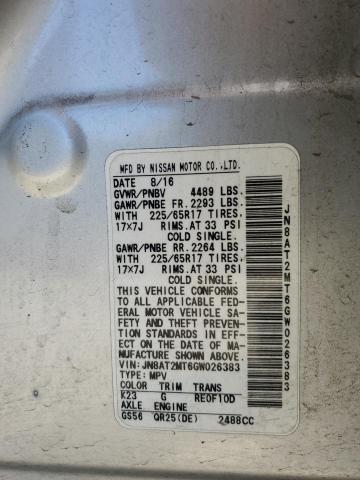 MFD BY NISSAN MOTOR CO.,LTD.
DATE 8/16
GVWR/PNBV 4489 LBS.
GAWR/PNBE FR. 2293 LBS.
WITH 225/65R17 TIRES,
17x7J RIMS.AT 33 PSI
COLD SINGLE.
GAWR/PNBE RR. 2264 LBS.
WITH 225/65R17 TIRES,
17x7J RIMS.AT 33 PSI
COLD SINGLE.
THIS VEHICLE CONFORMS
TO ALL APPLICABLE FED-
ERAL MOTOR VEHICLE SA-
FETY AND THEFT PREVENTION
STANDARDS IN EFF-
ECT ON THE DATE OF MA-
NUFACTURE SHOWN ABOVE.
VIN: JN8AT2MT6GW026383
TYPE: MPV
COLOR TRIM TRANS
K23 G RE0F10D
AXLE ENGINE
GS56 QR25(DE) 2488CC
JN8AT2MT6GW026383